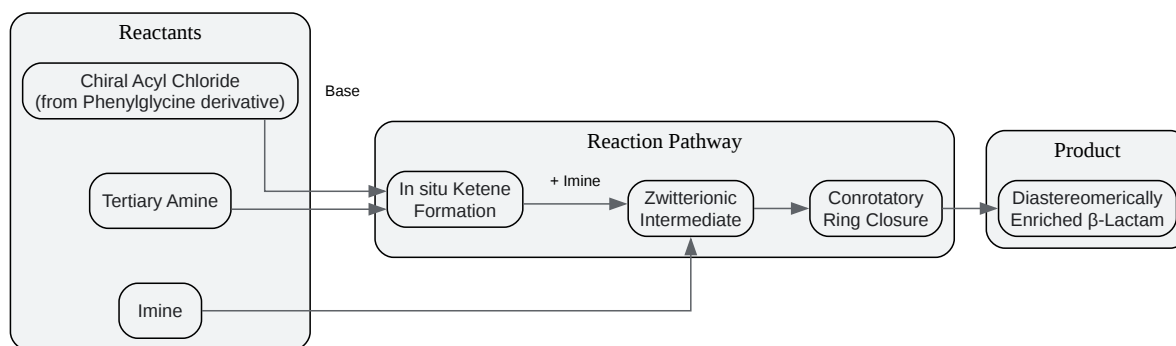 Reactants
Chiral Acyl Chloride
(from Phenylglycine derivative)
Base
Tertiary Amine
Imine
Reaction Pathway
In situ Ketene
Formation
+ Imine
Zwitterionic
Intermediate
Conrotatory
Ring Closure
Product
Diastereomerically
Enriched β-Lactam